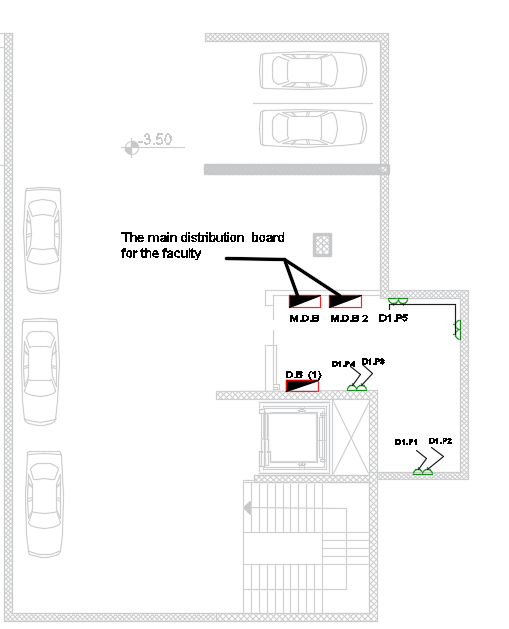 -3.50
The main distribution board
for the faculty
M.D.B M.D.B 2 D1.P5
D.B (1) D1.P4 D1.P3
D1.P1 D1.P2